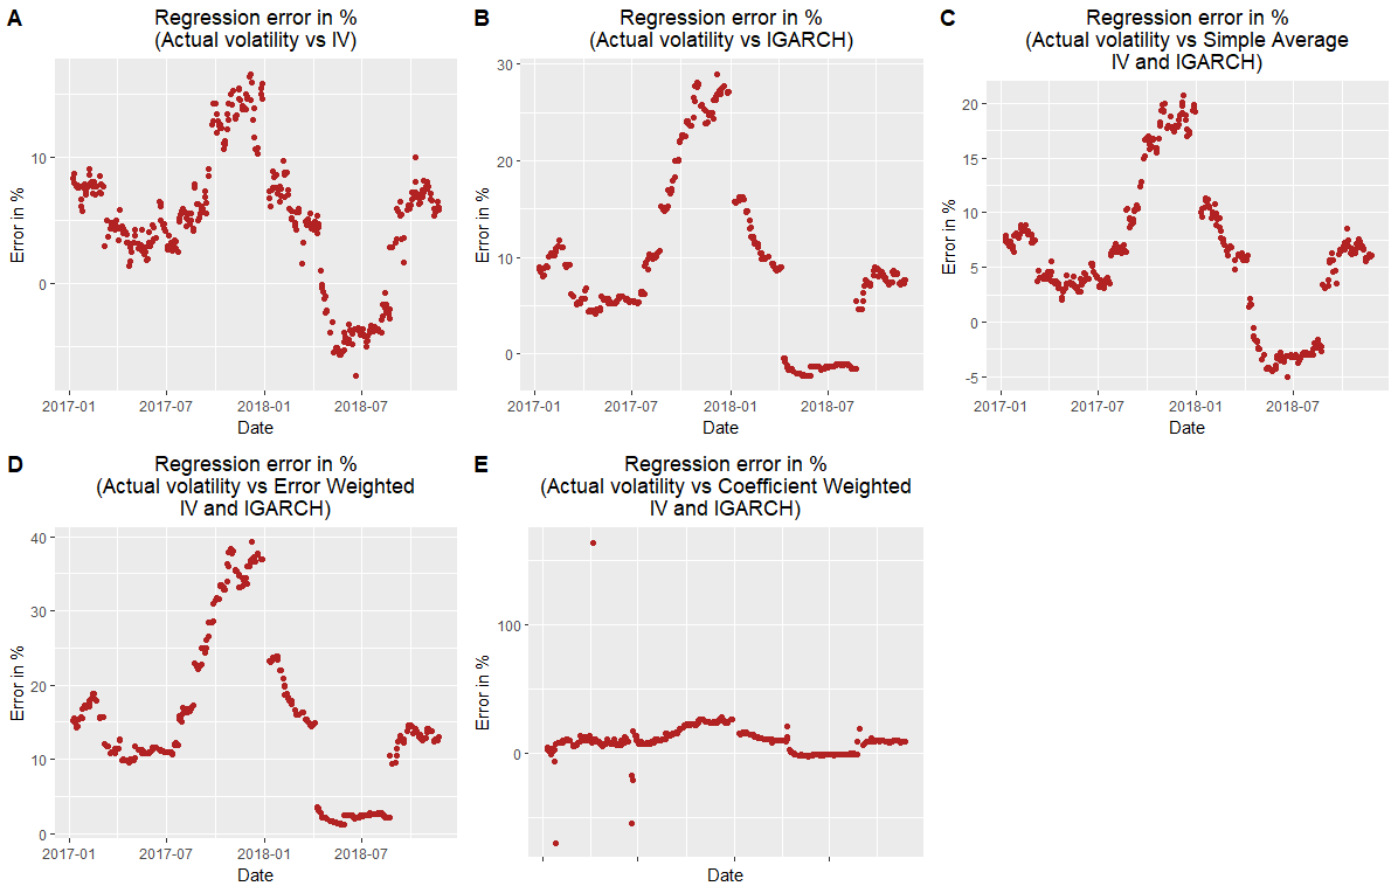 A
Regression error in %
(Actual volatility vs IV)
Error in %
10
0
2017-01
2017-07
2018-01
2018-07
Date
B
Regression error in %
(Actual volatility vs IGARCH)
Error in %
30
20
10
0
2017-01
2017-07
2018-01
2018-07
Date
C
Regression error in %
(Actual volatility vs Simple Average
IV and IGARCH)
Error in %
20
15
10
5
0
-5
2017-01
2017-07
2018-01
2018-07
Date
D
Regression error in %
(Actual volatility vs Error Weighted
IV and IGARCH)
Error in %
40
30
20
10
0
2017-01
2017-07
2018-01
2018-07
Date
E
Regression error in %
(Actual volatility vs Coefficient Weighted
IV and IGARCH)
Error in %
100
0
Date